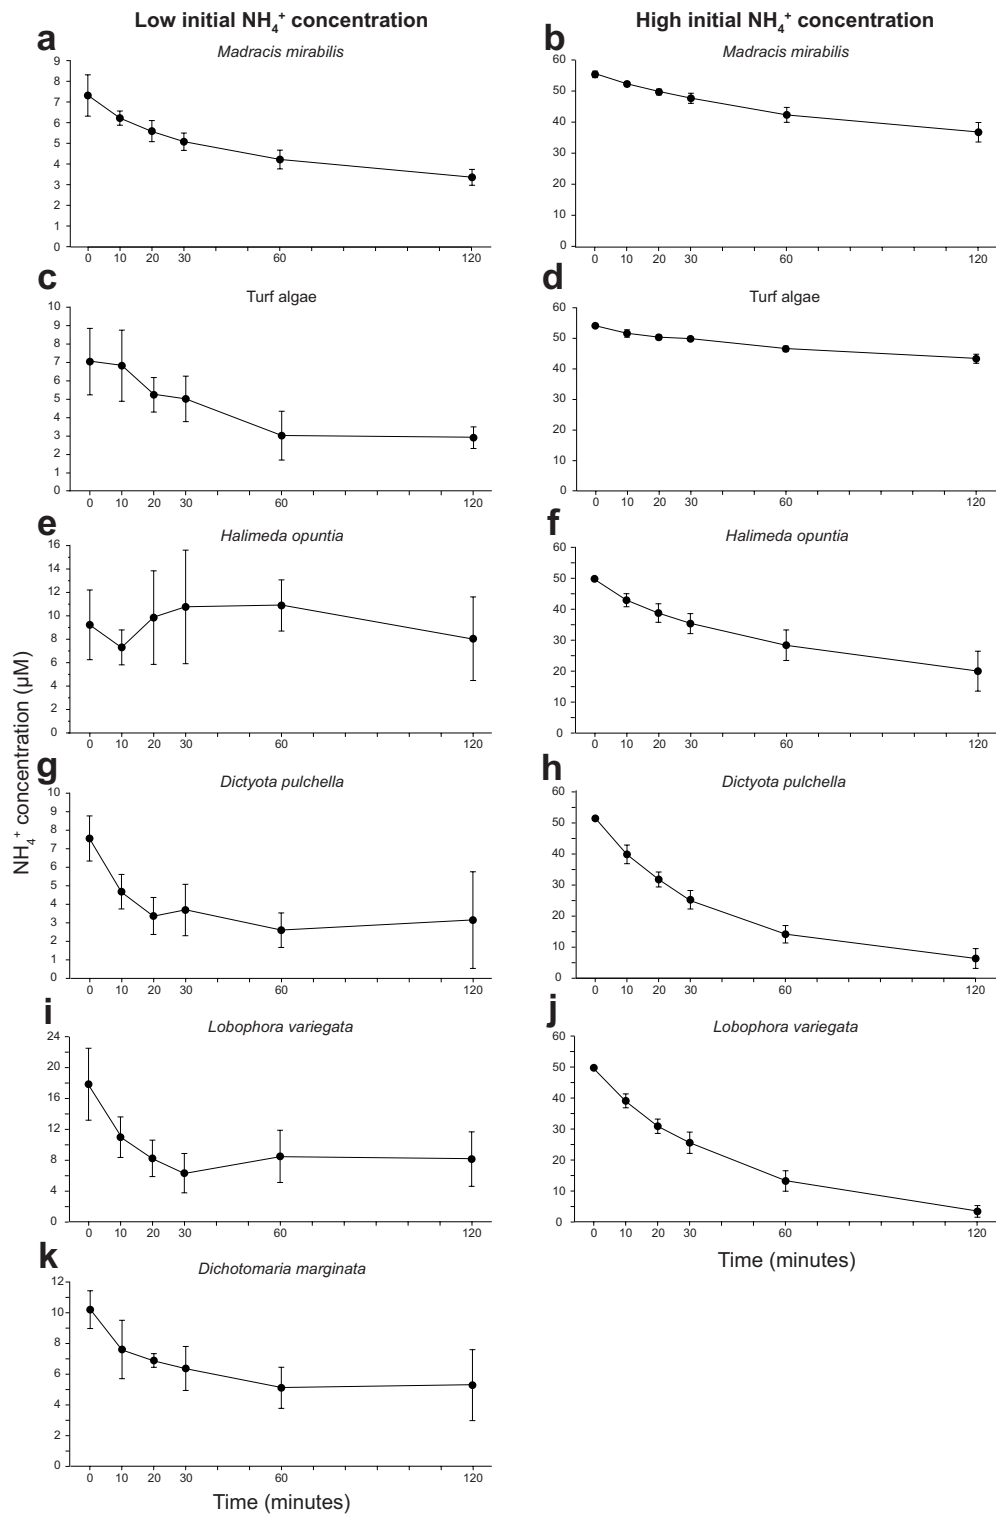 Low initial NH₄⁺ concentration
High initial NH₄⁺ concentration
a
Madracis mirabilis
9
8
7
6
5
4
3
2
1
0
0 10 20 30 60 120
b
Madracis mirabilis
60
50
40
30
20
10
0
0 10 20 30 60 120
c
Turf algae
10
9
8
7
6
5
4
3
2
1
0
0 10 20 30 60 120
d
Turf algae
60
50
40
30
20
10
0
0 10 20 30 60 120
e
Halimeda opuntia
16
14
12
10
8
6
4
2
0
0 10 20 30 60 120
f
Halimeda opuntia
60
50
40
30
20
10
0
0 10 20 30 60 120
NH₄⁺ concentration (µM)
g
Dictyota pulchella
10
9
8
7
6
5
4
3
2
1
0
0 10 20 30 60 120
h
Dictyota pulchella
60
50
40
30
20
10
0
0 10 20 30 60 120
i
Lobophora variegata
24
20
16
12
8
4
0
0 10 20 30 60 120
j
Lobophora variegata
60
50
40
30
20
10
0
0 10 20 30 60 120
Time (minutes)
k
Dichotomaria marginata
12
10
8
6
4
2
0
0 10 20 30 60 120
Time (minutes)